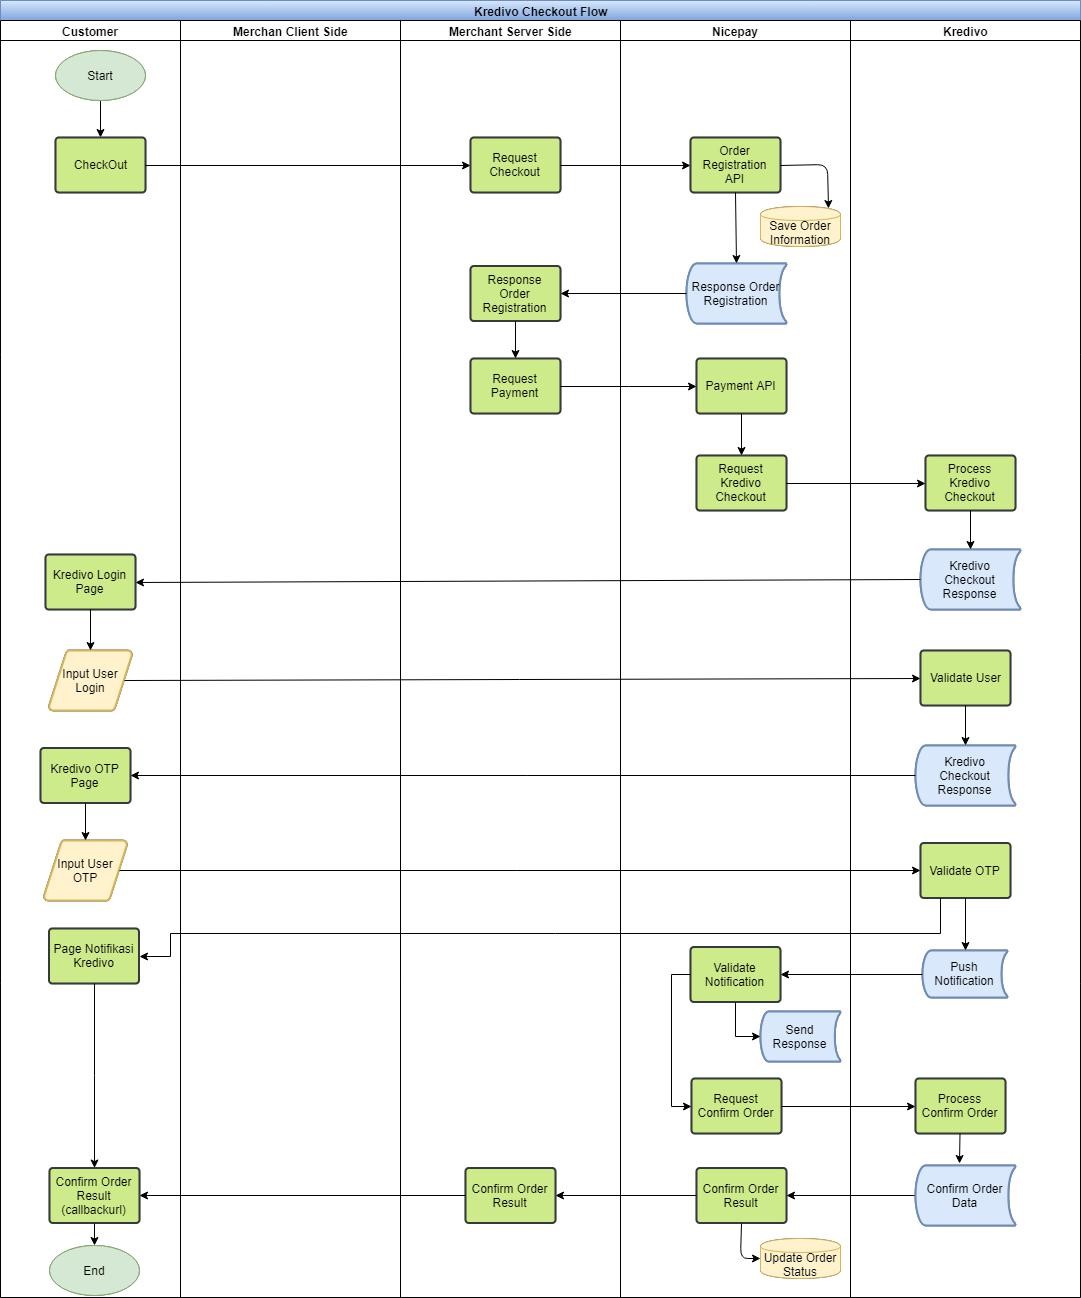 Kredivo Checkout Flow
Customer
Merchan Client Side
Merchant Server Side
Nicepay
Kredivo
Start
CheckOut
Request
Checkout
Order
Registration
API
Save Order
Information
Response
Order
Registration
Response Order
Registration
Request
Payment
Payment API
Request
Kredivo
Checkout
Process
Kredivo
Checkout
Kredivo Login
Page
Kredivo
Checkout
Response
Input User
Login
Validate User
Kredivo OTP
Page
Kredivo
Checkout
Response
Input User
OTP
Validate OTP
Page Notifikasi
Kredivo
Validate
Notification
Push
Notification
Send
Response
Request
Confirm Order
Process
Confirm Order
Confirm Order
Result
(callbackurl)
Confirm Order
Result
Confirm Order
Result
Confirm Order
Data
Update Order
Status
End